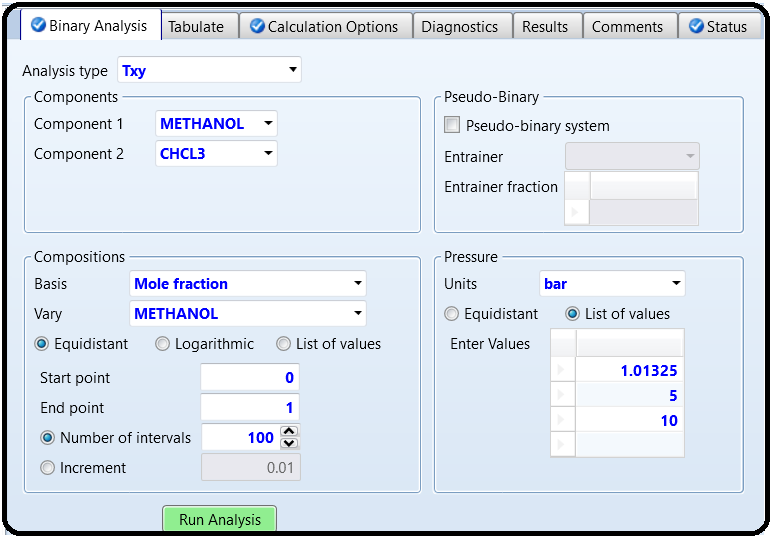 Binary Analysis Tabulate Calculation Options Diagnostics Results Comments Status
Analysis type Txy
Components
Component 1 METHANOL
Component 2 CHCL3
Pseudo-Binary
Pseudo-binary system
Entrainer
Entrainer fraction
Compositions
Basis Mole fraction
Vary METHANOL
Equidistant Logarithmic List of values
Start point 0
End point 1
Number of intervals 100
Increment 0.01
Pressure
Units bar
Equidistant List of values
Enter Values
1.01325
5
10
Run Analysis